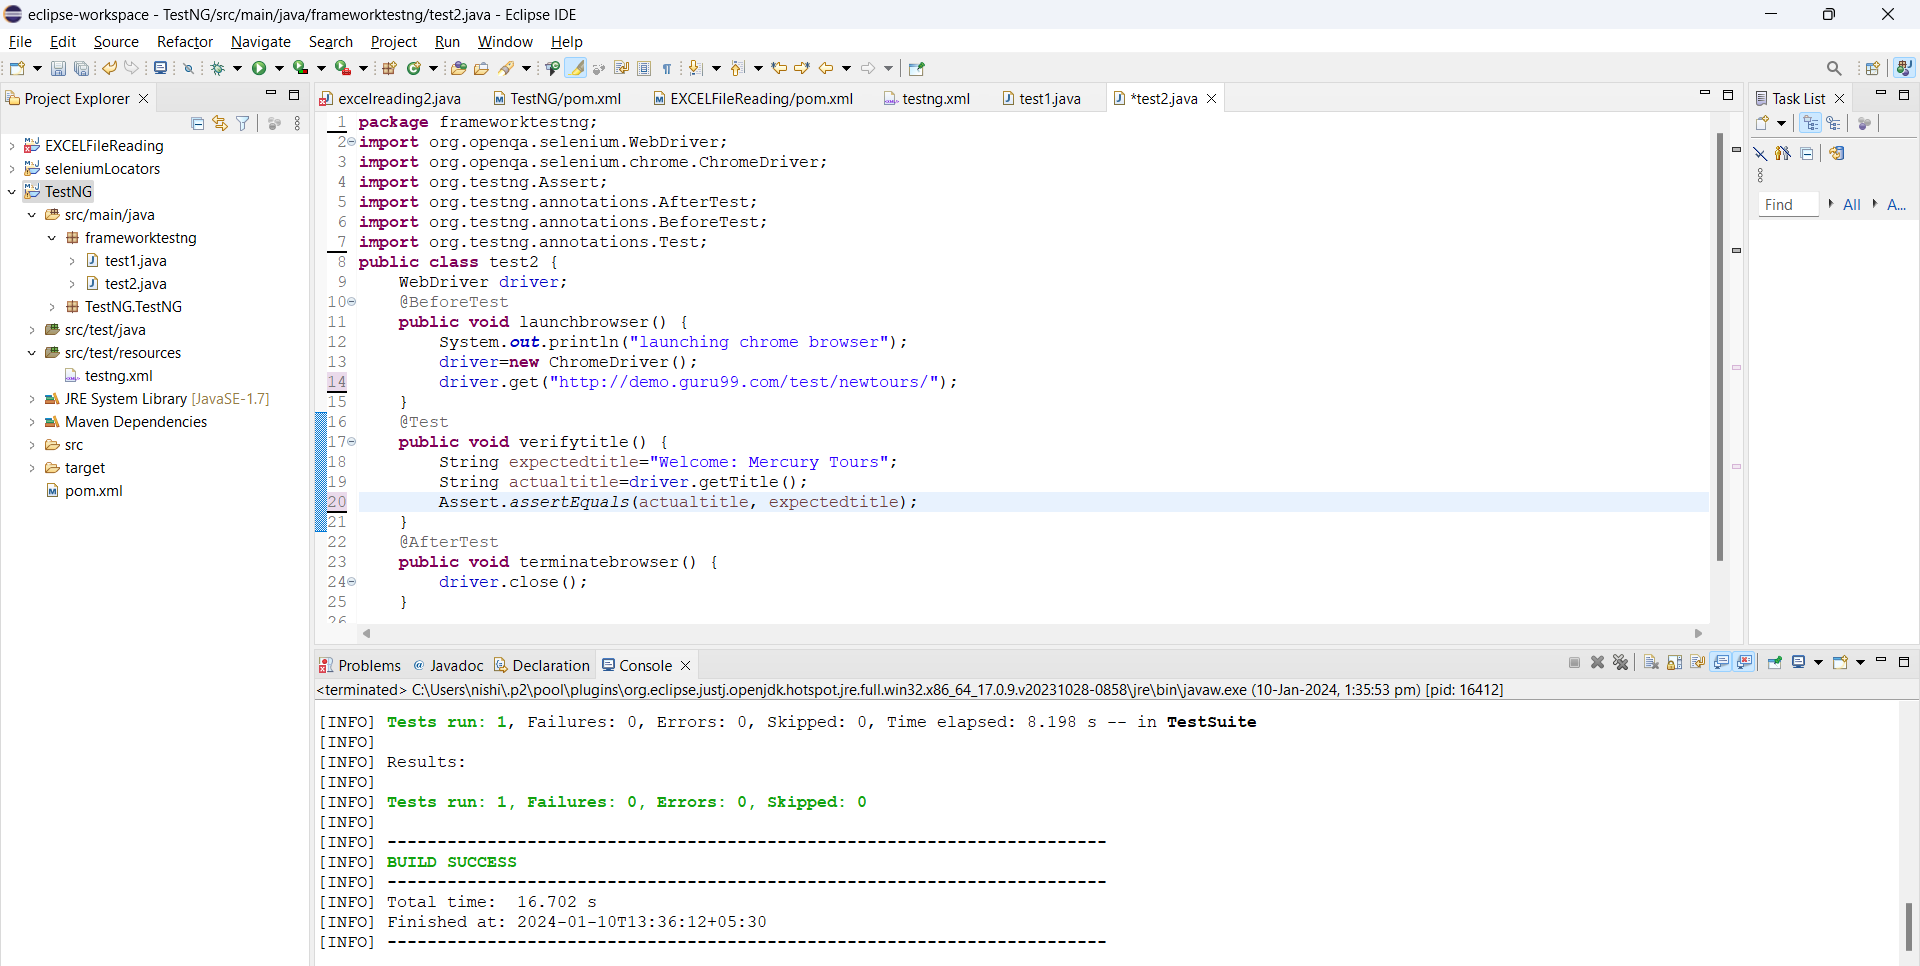 eclipse-workspace - TestNG/src/main/java/frameworktestng/test2.java - Eclipse IDE
File Edit Source Refactor Navigate Search Project Run Window Help
Project Explorer
EXCELFileReading
seleniumLocators
TestNG
src/main/java
frameworktestng
test1.java
test2.java
TestNG.TestNG
src/test/java
src/test/resources
testng.xml
JRE System Library [JavaSE-1.7]
Maven Dependencies
src
target
pom.xml
excelreading2.java TestNG/pom.xml EXCELFileReading/pom.xml testng.xml test1.java *test2.java
1 package frameworktestng;
2 import org.openqa.selenium.WebDriver;
3 import org.openqa.selenium.chrome.ChromeDriver;
4 import org.testng.Assert;
5 import org.testng.annotations.AfterTest;
6 import org.testng.annotations.BeforeTest;
7 import org.testng.annotations.Test;
8 public class test2 {
9 WebDriver driver;
10 @BeforeTest
11 public void launchbrowser() {
12 System.out.println("launching chrome browser");
13 driver=new ChromeDriver();
14 driver.get("http://demo.guru99.com/test/newtours/");
15 }
16 @Test
17 public void verifytitle() {
18 String expectedtitle="Welcome: Mercury Tours";
19 String actualtitle=driver.getTitle();
20 Assert.assertEquals(actualtitle, expectedtitle);
21 }
22 @AfterTest
23 public void terminatebrowser() {
24 driver.close();
25 }
26
Task List
Find All A...
Problems Javadoc Declaration Console
<terminated> C:\Users\nishi\.p2\pool\plugins\org.eclipse.justj.openjdk.hotspot.jre.full.win32.x86_64_17.0.9.v20231028-0858\jre\bin\javaw.exe (10-Jan-2024, 1:35:53 pm) [pid: 16412]
[INFO] Tests run: 1, Failures: 0, Errors: 0, Skipped: 0, Time elapsed: 8.198 s -- in TestSuite
[INFO]
[INFO] Results:
[INFO]
[INFO] Tests run: 1, Failures: 0, Errors: 0, Skipped: 0
[INFO]
[INFO] ------------------------------------------------------------------------
[INFO] BUILD SUCCESS
[INFO] ------------------------------------------------------------------------
[INFO] Total time:  16.702 s
[INFO] Finished at: 2024-01-10T13:36:12+05:30
[INFO] ------------------------------------------------------------------------